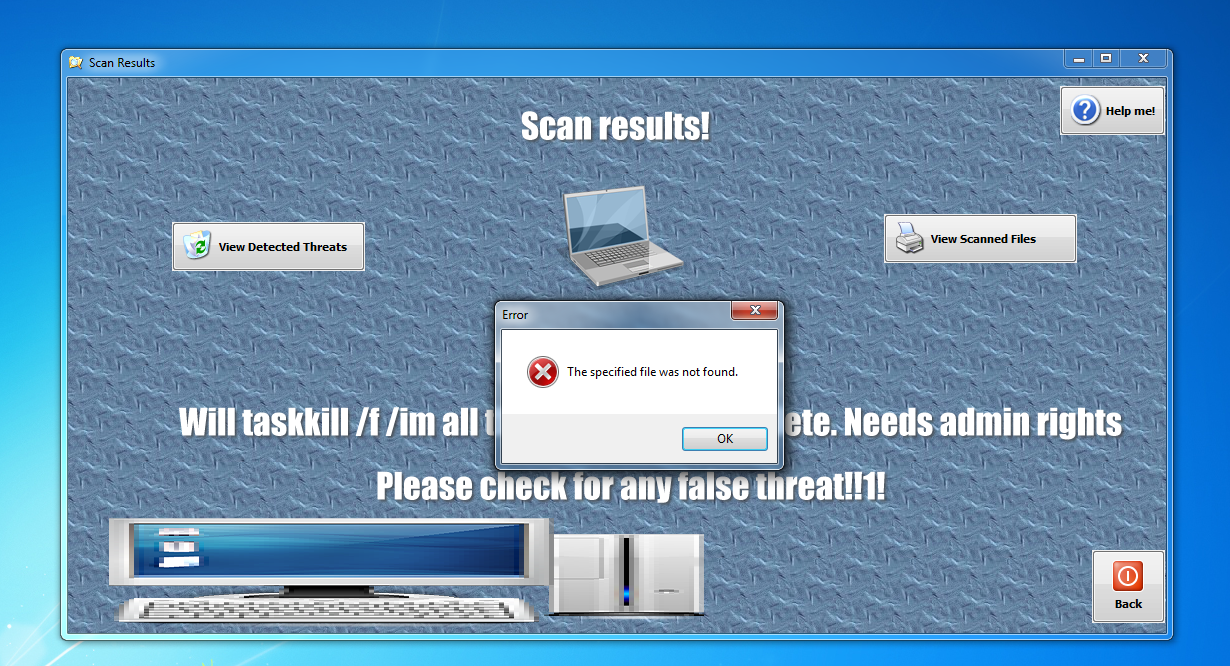 Scan Results
Help me!
Scan results!
View Detected Threats
View Scanned Files
Error
The specified file was not found.
OK
Will taskkill /f /im all ete. Needs admin rights
Please check for any false threat!!1!
Back